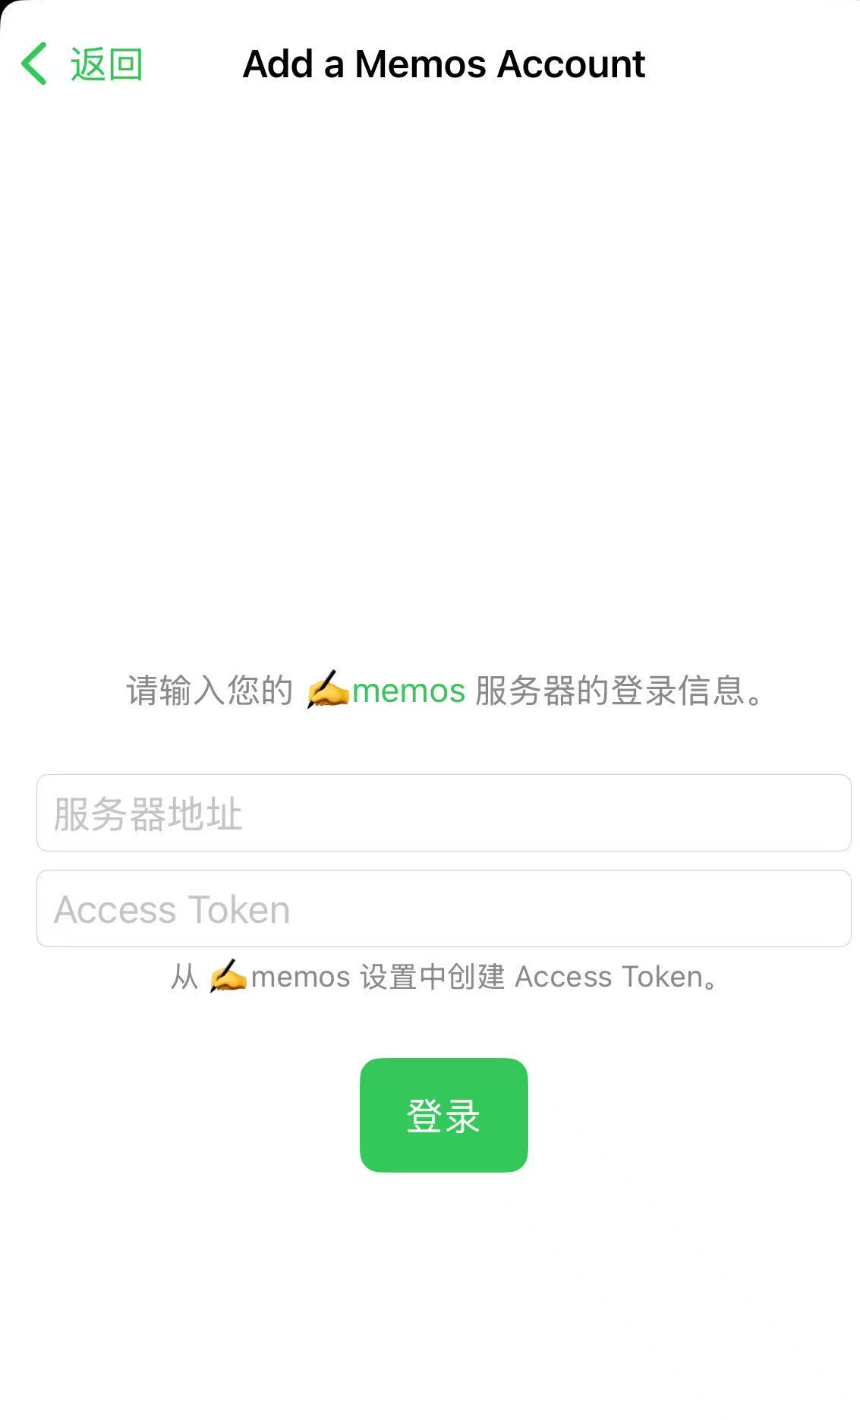 返回
Add a Memos Account
请输入您的 ✍️memos 服务器的登录信息。
服务器地址
Access Token
从 ✍️memos 设置中创建 Access Token。
登录